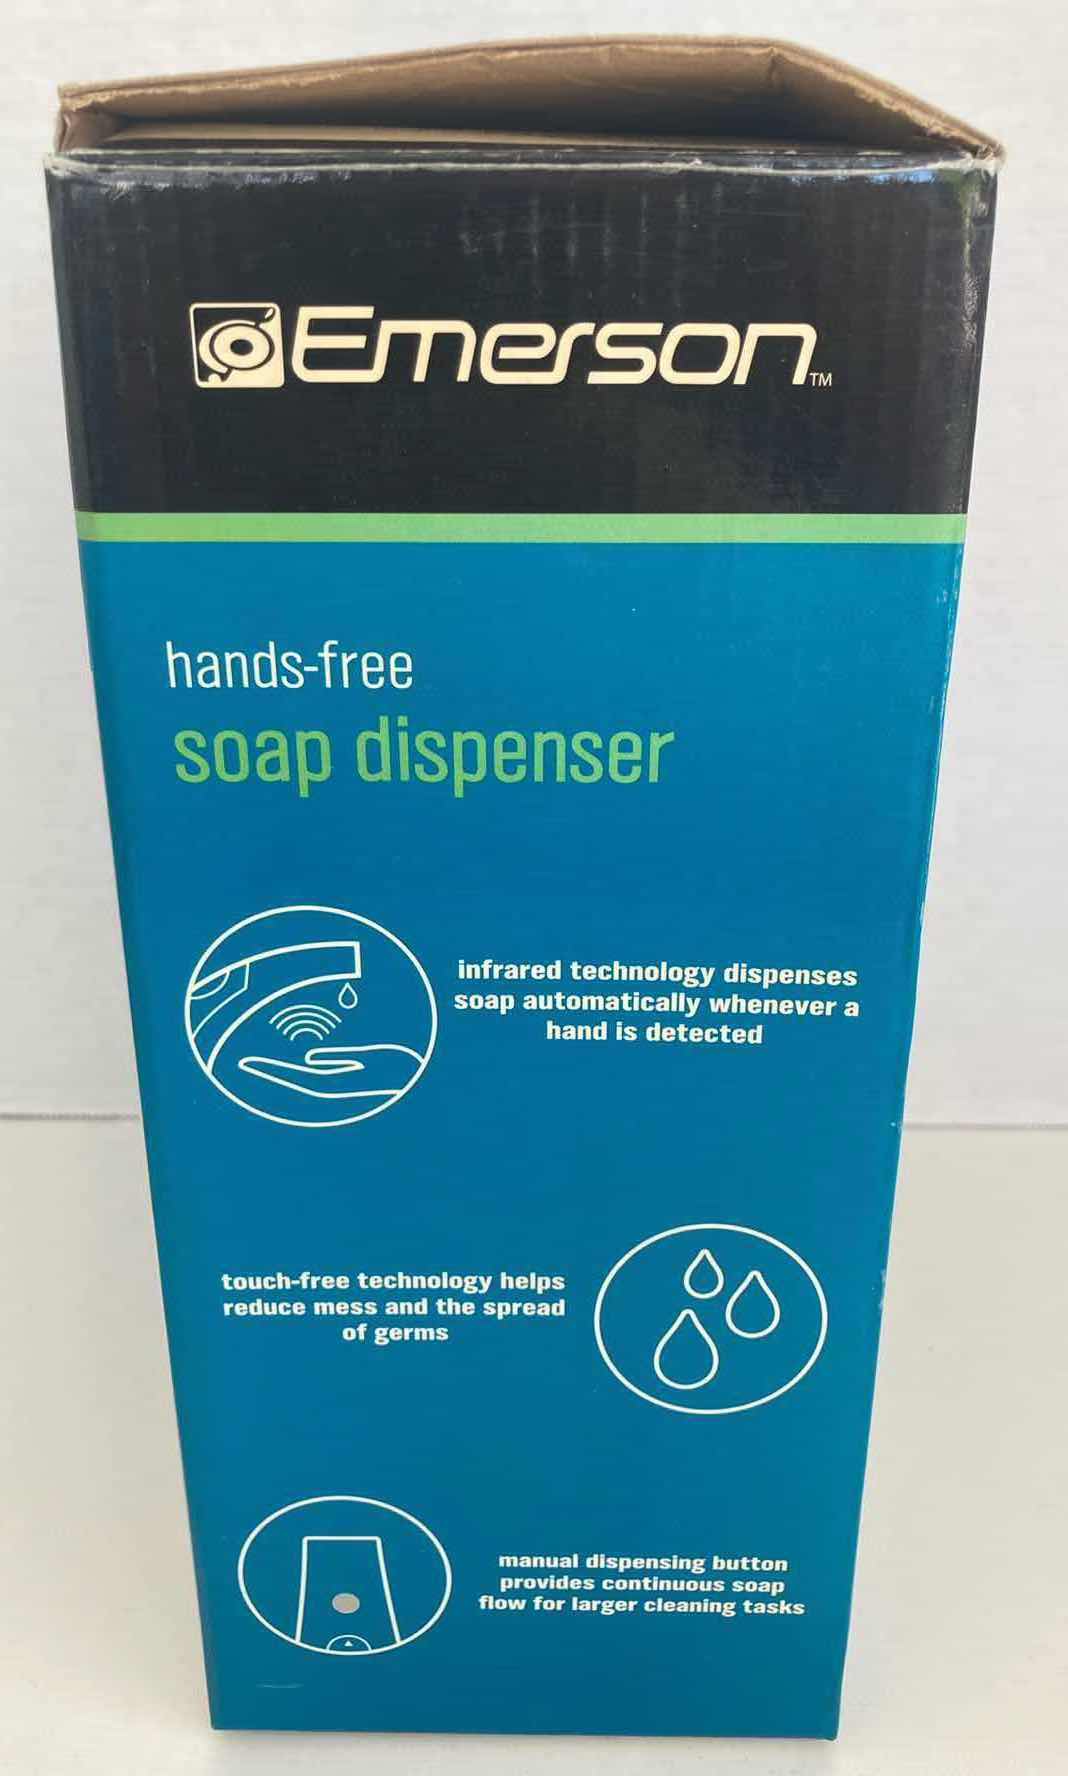 Emerson™
hands-free
soap dispenser
infrared technology dispenses
soap automatically whenever a
hand is detected
touch-free technology helps
reduce mess and the spread
of germs
manual dispensing button
provides continuous soap
flow for larger cleaning tasks